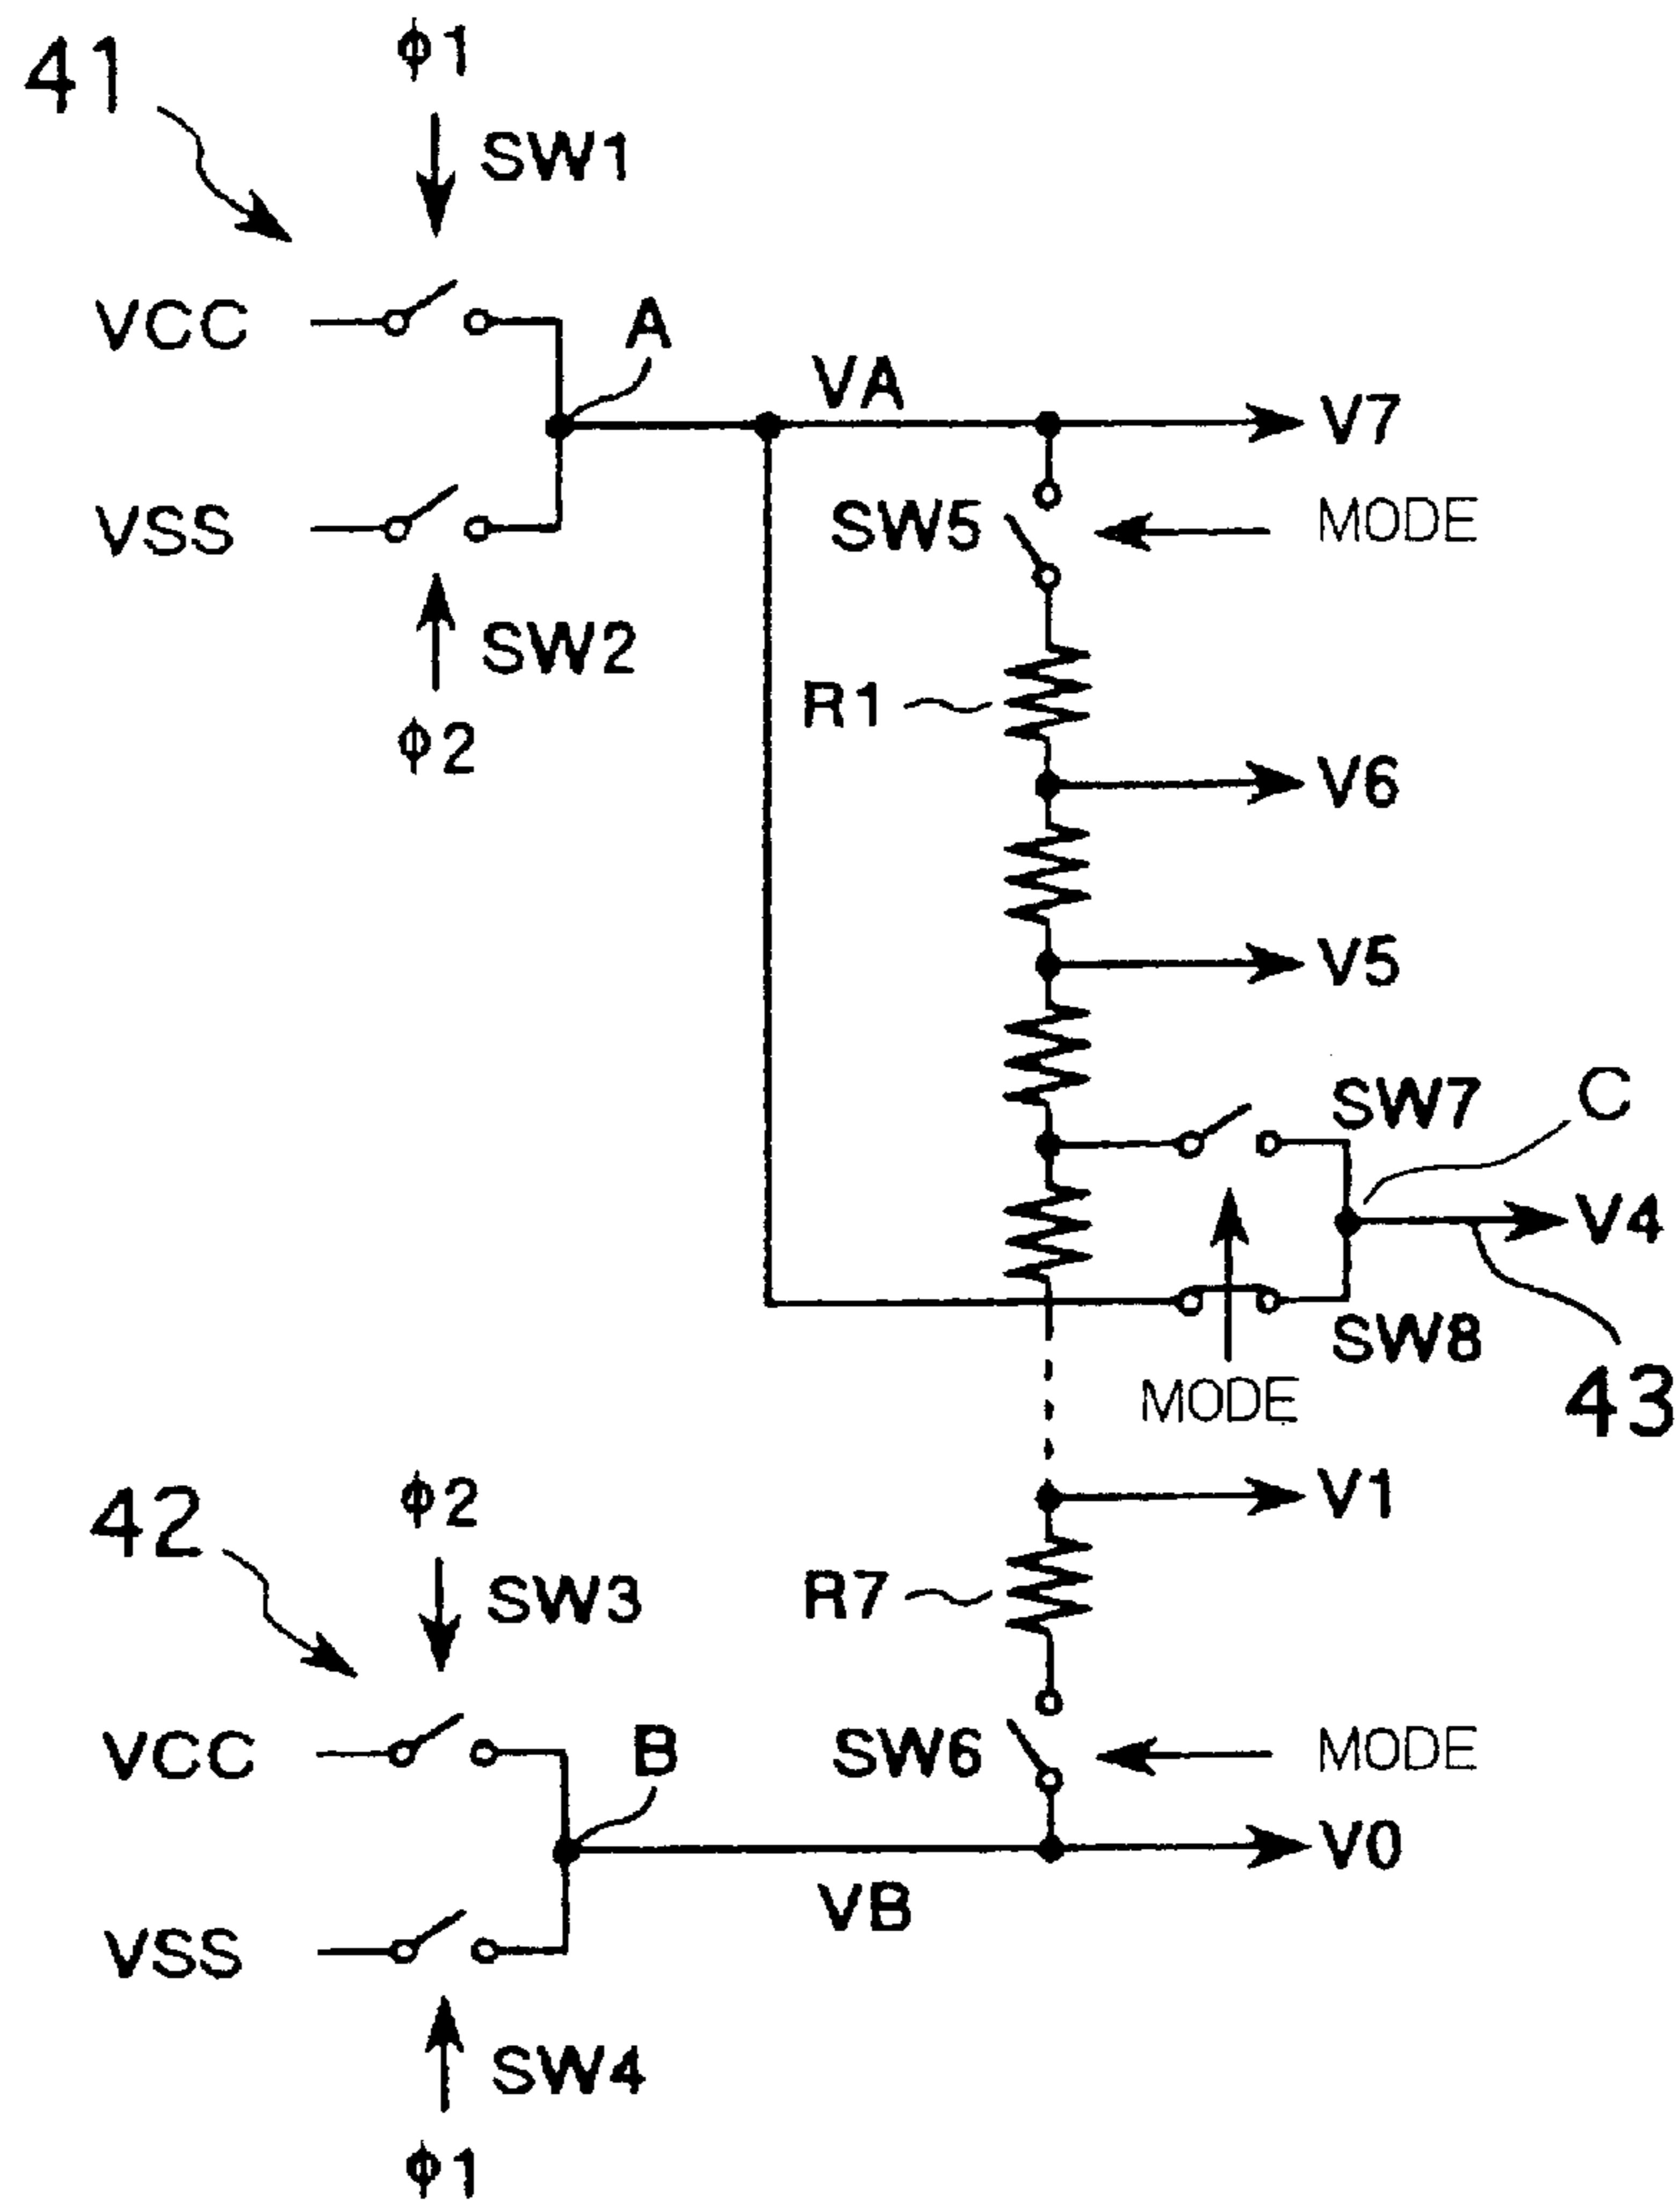 41
ϕ1
SW1
VCC
A
VA
V7
VSS
SW5
MODE
SW2
ϕ2
R1
V6
V5
SW7
C
V4
SW8
MODE
43
V1
42
ϕ2
SW3
R7
VCC
B
SW6
MODE
V0
VB
VSS
SW4
ϕ1